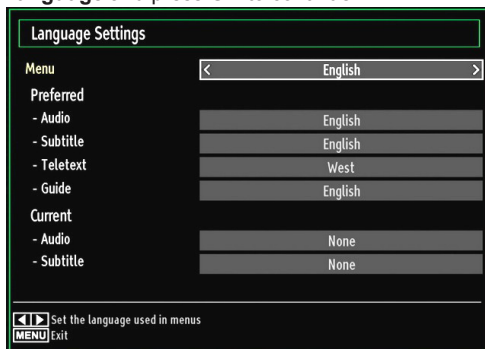 Language Settings
Menu < English >
Preferred
- Audio English
- Subtitle English
- Teletext West
- Guide English
Current
- Audio None
- Subtitle None
◀ ▶ Set the language used in menus
MENU Exit